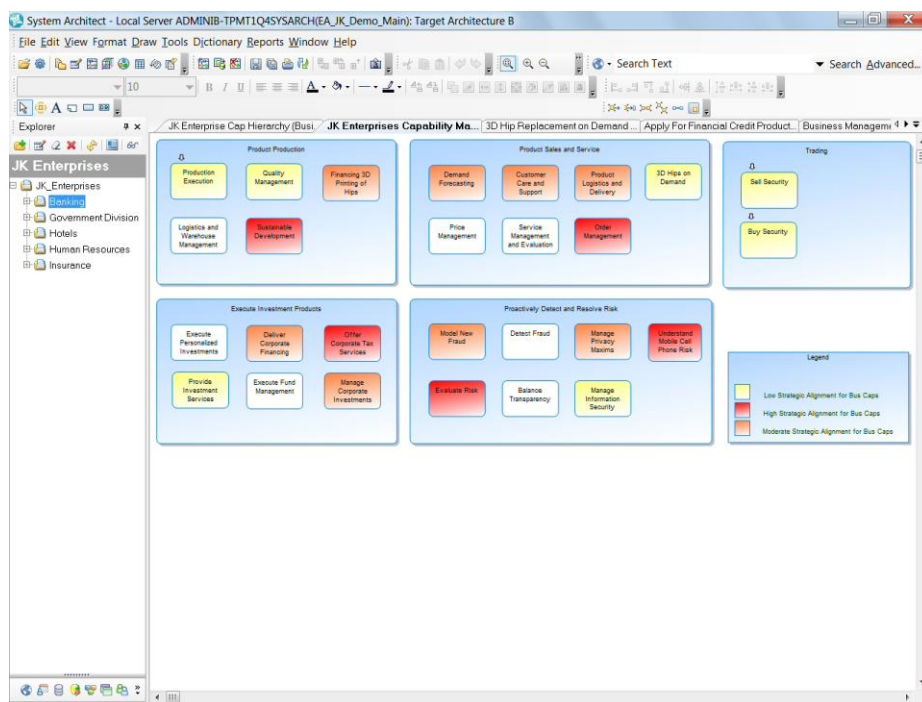 System Architect - Local Server ADMINIB-TPMT1Q4SYSARCH(EA_JK_Demo_Main): Target Architecture B
File Edit View Format Draw Tools Dictionary Reports Window Help
Search Text
Search Advanced...
10
B I U
A
Explorer
JK Enterprise Cap Hierarchy (Busi...
JK Enterprises Capability Ma...
3D Hip Replacement on Demand ...
Apply For Financial Credit Product...
Business Manageme
JK Enterprises
JK_Enterprises
Banking
Government Division
Hotels
Human Resources
Insurance
Product Production
Production
Execution
Quality
Management
Financing 3D
Printing of
Hips
Logistics and
Warehouse
Management
Sustainable
Development
Product Sales and Service
Demand
Forecasting
Customer
Care and
Support
Product
Logistics and
Delivery
3D Hips on
Demand
Price
Management
Service
Management
and Evaluation
Order
Management
Trading
Sell Security
Buy Security
Execute Investment Products
Execute
Personalized
Investments
Deliver
Corporate
Financing
Offer
Corporate Tax
Services
Provide
Investment
Services
Execute Fund
Management
Manage
Corporate
Investments
Proactively Detect and Resolve Risk
Model New
Fraud
Detect Fraud
Manage
Privacy
Maxims
Understand
Mobile Cell
Phone Risk
Evaluate Risk
Balance
Transparency
Manage
Information
Security
Legend
Low Strategic Alignment for Bus Caps
High Strategic Alignment for Bus Caps
Moderate Strategic Alignment for Bus Caps